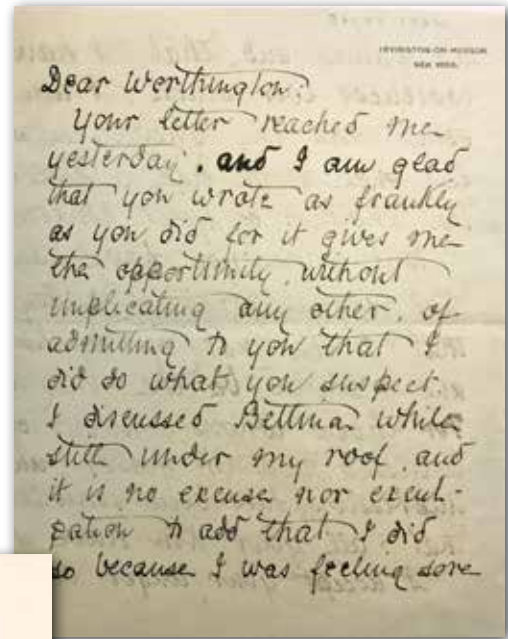 IRVINGTON-ON-HUDSON
NEW YORK
Dear Worthington:
Your letter reached me
yesterday, and I am glad
that you wrote as frankly
as you did for it gives me
the opportunity, without
implicating any other, of
admitting to you that I
did do what you suspect.
I discussed Bettina while
still under my roof, and
it is no excuse nor
pation to add that I did
so because I was feeling sore